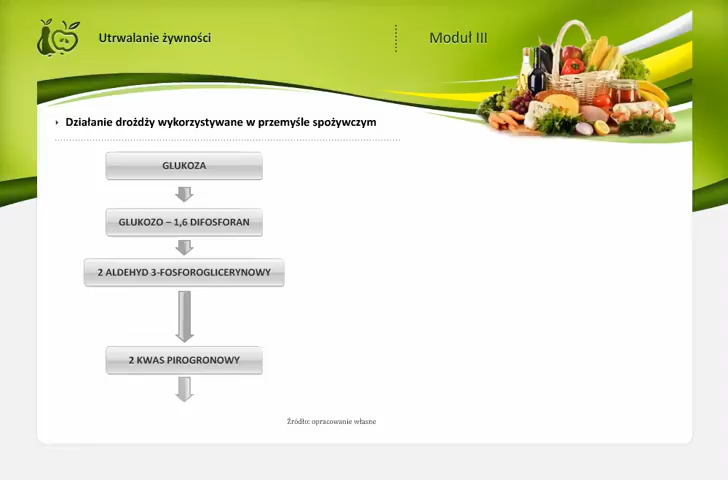 Utrwalanie żywności
Moduł III
Działanie drożdży wykorzystywane w przemyśle spożywczym
GLUKOZA
GLUKOZO – 1,6 DIFOSFORAN
2 ALDEHYD 3-FOSFOROGLICERYNOWY
2 KWAS PIROGRONOWY
Źródło: opracowanie własne